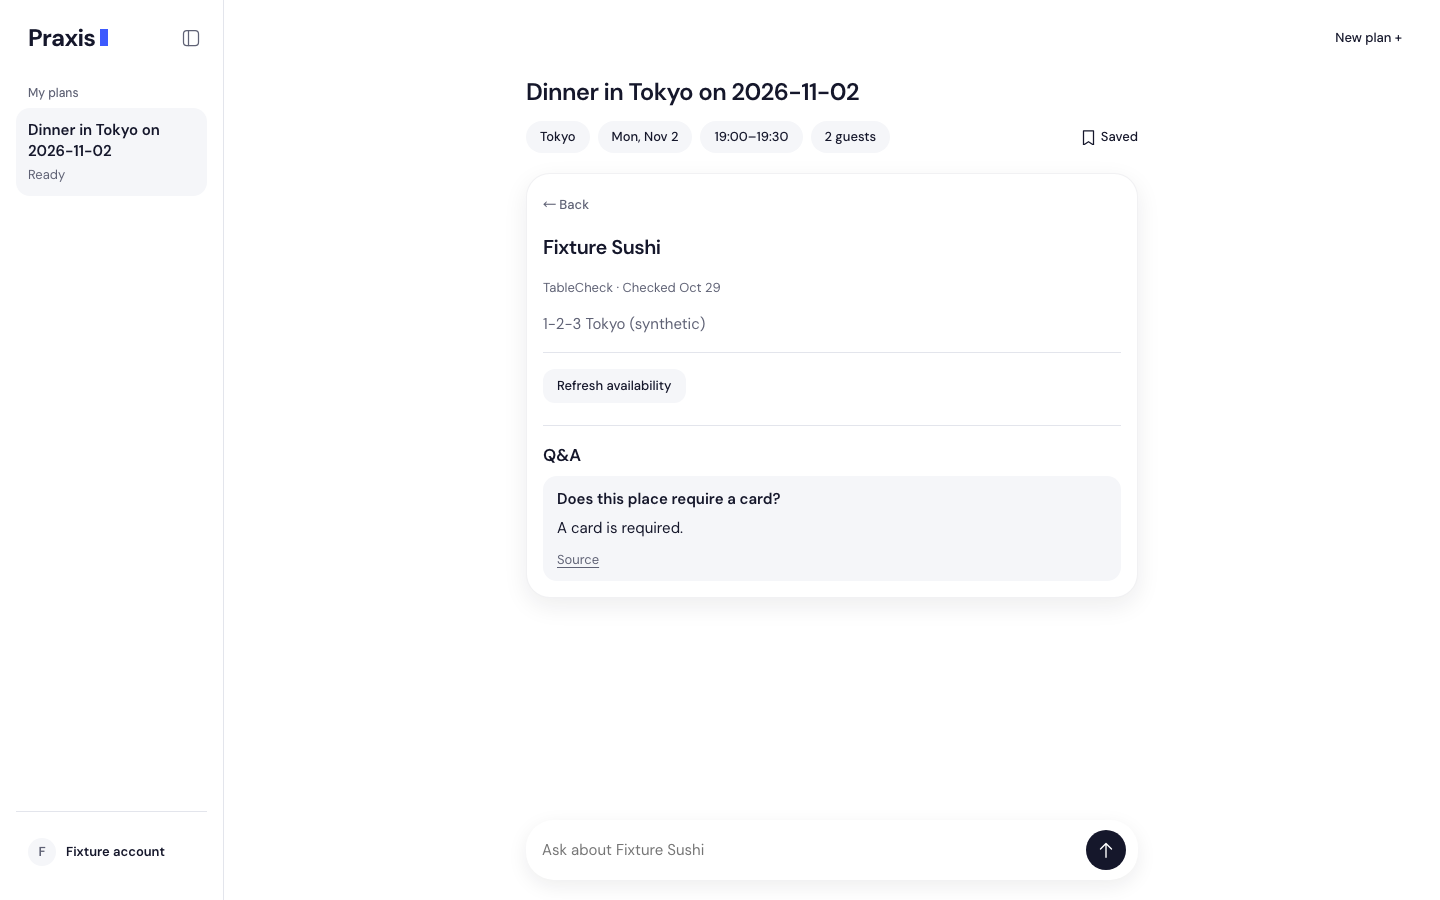 Praxis
My plans
Dinner in Tokyo on
2026-11-02
Ready
F
Fixture account
New plan +
Dinner in Tokyo on 2026-11-02
Tokyo
Mon, Nov 2
19:00–19:30
2 guests
Saved
← Back
Fixture Sushi
TableCheck · Checked Oct 29
1-2-3 Tokyo (synthetic)
Refresh availability
Q&A
Does this place require a card?
A card is required.
Source
Ask about Fixture Sushi